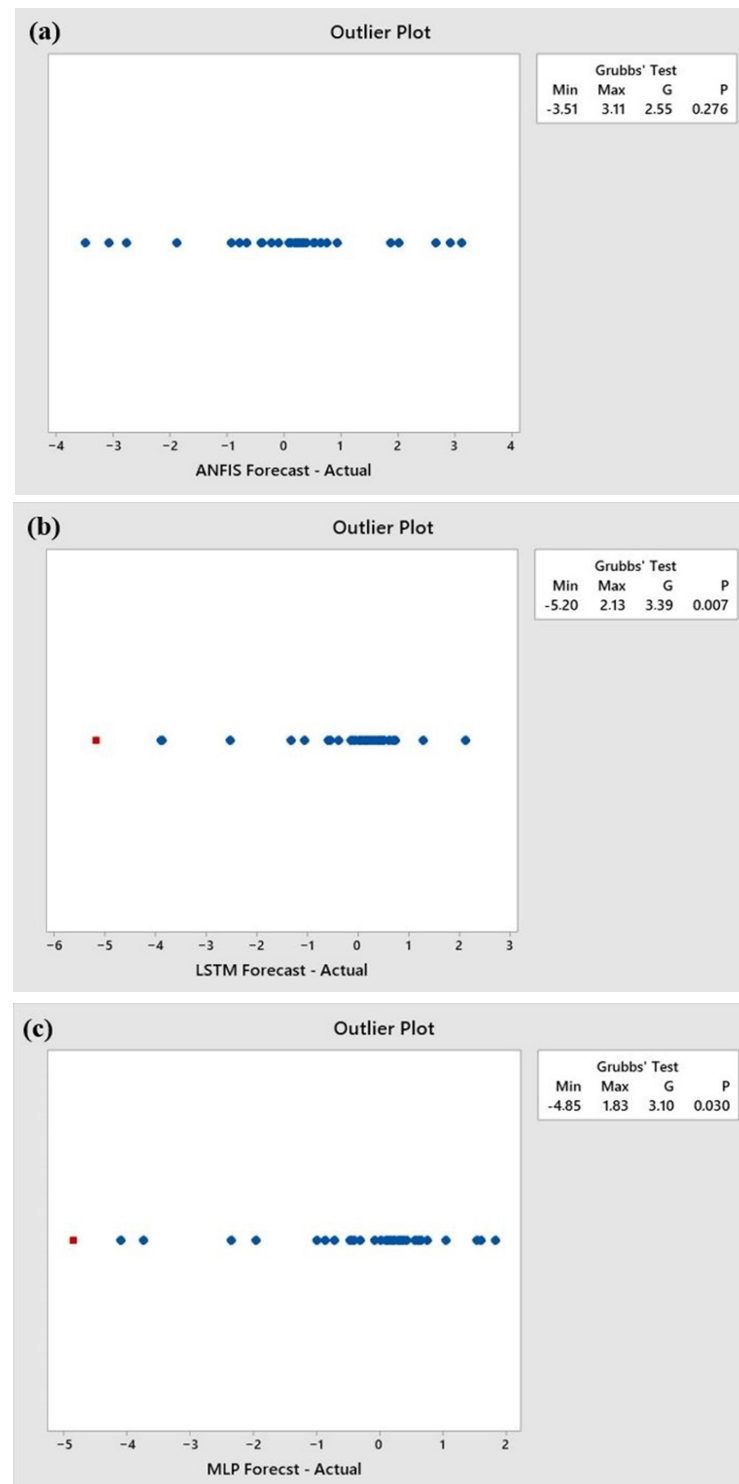 (a)
Outlier Plot
Grubbs' Test
Min Max G P
-3.51 3.11 2.55 0.276
-4 -3 -2 -1 0 1 2 3 4
ANFIS Forecast - Actual
(b)
Outlier Plot
Grubbs' Test
Min Max G P
-5.20 2.13 3.39 0.007
-6 -5 -4 -3 -2 -1 0 1 2 3
LSTM Forecast - Actual
(c)
Outlier Plot
Grubbs' Test
Min Max G P
-4.85 1.83 3.10 0.030
-5 -4 -3 -2 -1 0 1 2
MLP Forecst - Actual